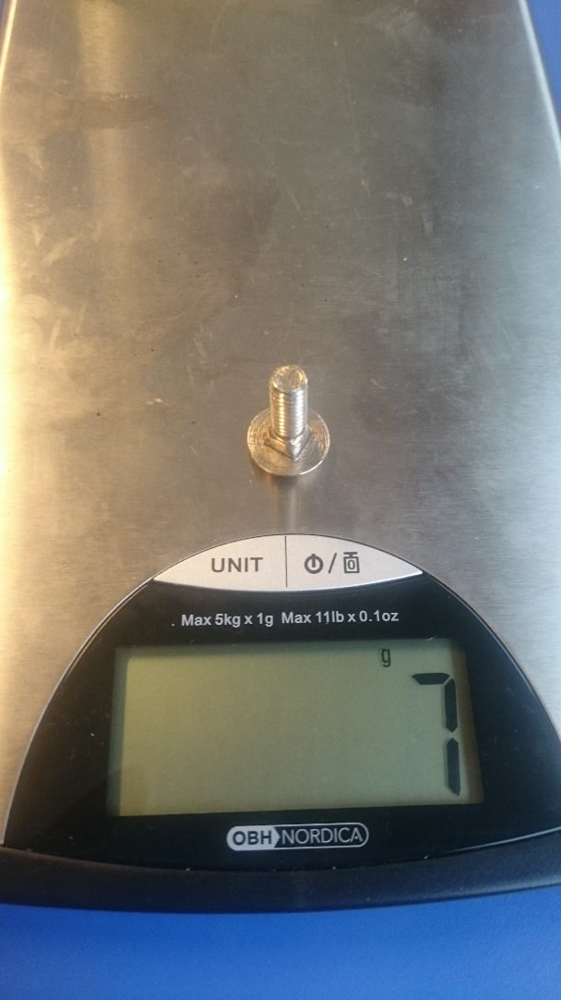 UNIT ⏻/0
Max 5kg x 1g Max 11lb x 0.1oz
g
7
OBH NORDICA